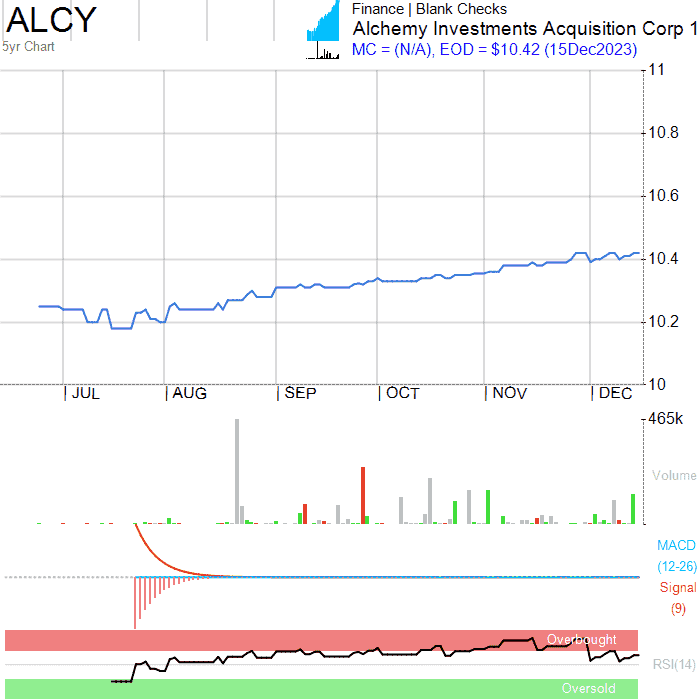 ALCY
5yr Chart
Finance | Blank Checks
Alchemy Investments Acquisition Corp 1
MC = (N/A), EOD = $10.42 (15Dec2023)
11
10.8
10.6
10.4
10.2
10
JUL AUG SEP OCT NOV DEC
465k
Volume
MACD
(12-26)
Signal
(9)
Overbought
RSI(14)
Oversold